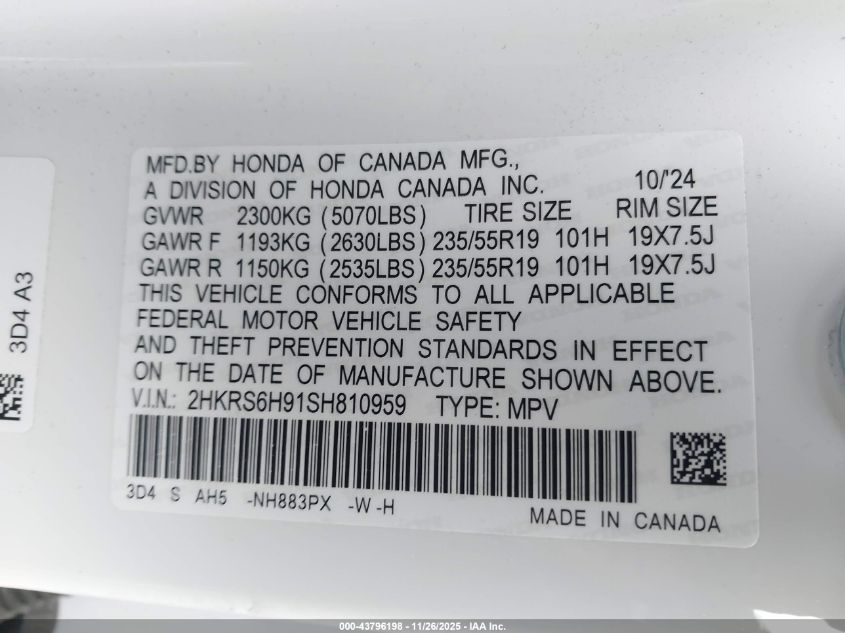 MFD.BY HONDA OF CANADA MFG.,
A DIVISION OF HONDA CANADA INC. 10/'24
GVWR 2300KG (5070LBS) TIRE SIZE RIM SIZE
GAWR F 1193KG (2630LBS) 235/55R19 101H 19X7.5J
GAWR R 1150KG (2535LBS) 235/55R19 101H 19X7.5J
THIS VEHICLE CONFORMS TO ALL APPLICABLE
FEDERAL MOTOR VEHICLE SAFETY
AND THEFT PREVENTION STANDARDS IN EFFECT
ON THE DATE OF MANUFACTURE SHOWN ABOVE.
V.I.N.: 2HKRS6H91SH810959 TYPE: MPV
3D4 S AH5 -NH883PX -W-H
MADE IN CANADA
3D4 A3
000-43796198 - 11/26/2025 - IAA Inc.